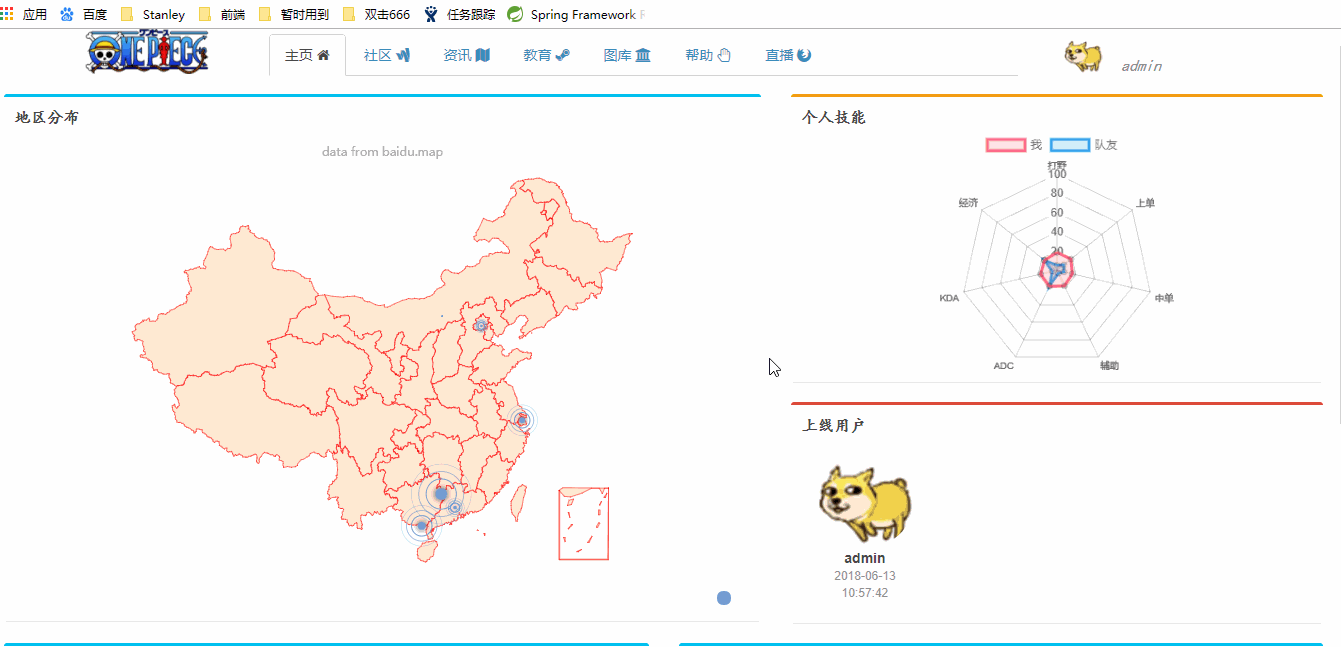 应用 百度 Stanley 前端 暂时用到 双击666 任务跟踪 Spring Framework
ONE PIECE
主页 社区 资讯 教育 图库 帮助 直播 admin
地区分布
data from baidu.map
个人技能
我 队友
打野
100
80
60
40
20
经济 上单
KDA 中单
ADC 辅助
上线用户
admin
2018-06-13
10:57:42